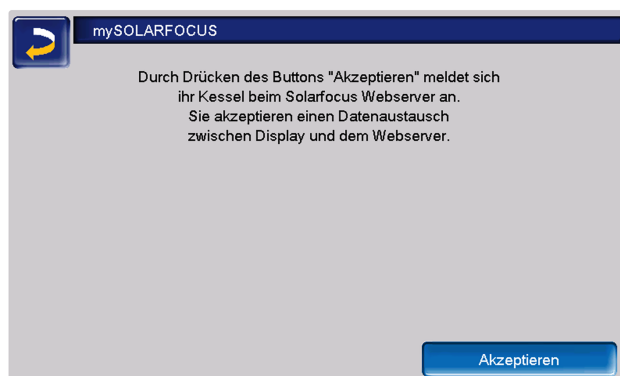 mySOLARFOCUS
Durch Drücken des Buttons "Akzeptieren" meldet sich
ihr Kessel beim Solarfocus Webserver an.
Sie akzeptieren einen Datenaustausch
zwischen Display und dem Webserver.
Akzeptieren